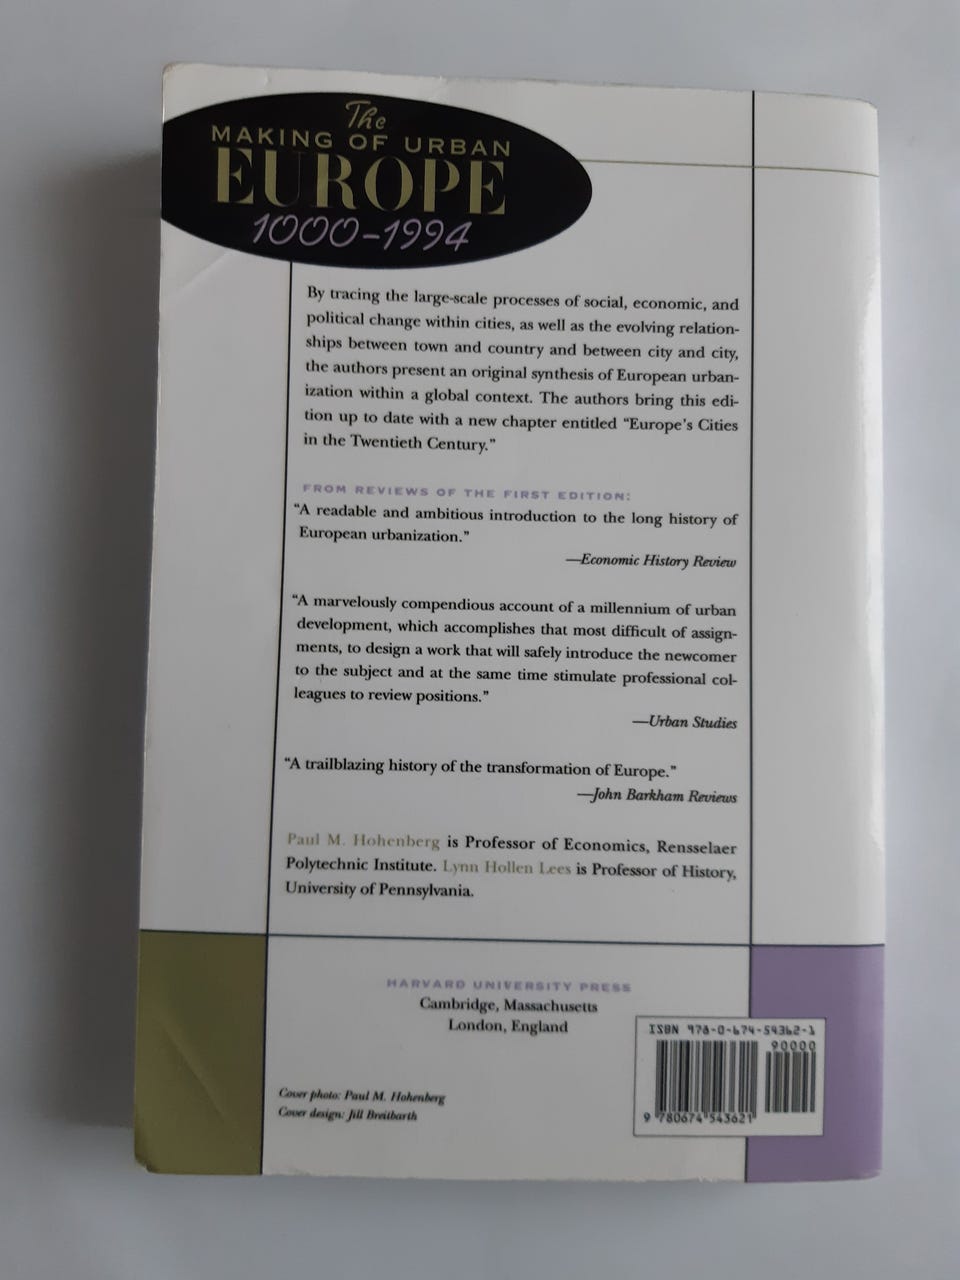 The
MAKING OF URBAN
EUROPE
1000–1994
By tracing the large-scale processes of social, economic, and
political change within cities, as well as the evolving relation-
ships between town and country and between city and city,
the authors present an original synthesis of European urban-
ization within a global context. The authors bring this edi-
tion up to date with a new chapter entitled “Europe’s Cities
in the Twentieth Century.”
FROM REVIEWS OF THE FIRST EDITION:
“A readable and ambitious introduction to the long history of
European urbanization.”
—Economic History Review
“A marvelously compendious account of a millennium of urban
development, which accomplishes that most difficult of assign-
ments, to design a work that will safely introduce the newcomer
to the subject and at the same time stimulate professional col-
leagues to review positions.”
—Urban Studies
“A trailblazing history of the transformation of Europe.”
—John Barkham Reviews
Paul M. Hohenberg is Professor of Economics, Rensselaer
Polytechnic Institute. Lynn Hollen Lees is Professor of History,
University of Pennsylvania.
HARVARD UNIVERSITY PRESS
Cambridge, Massachusetts
London, England
ISBN 978-0-674-54362-1
90000
9 780674 543621
Cover photo: Paul M. Hohenberg
Cover design: Jill Breitbarth